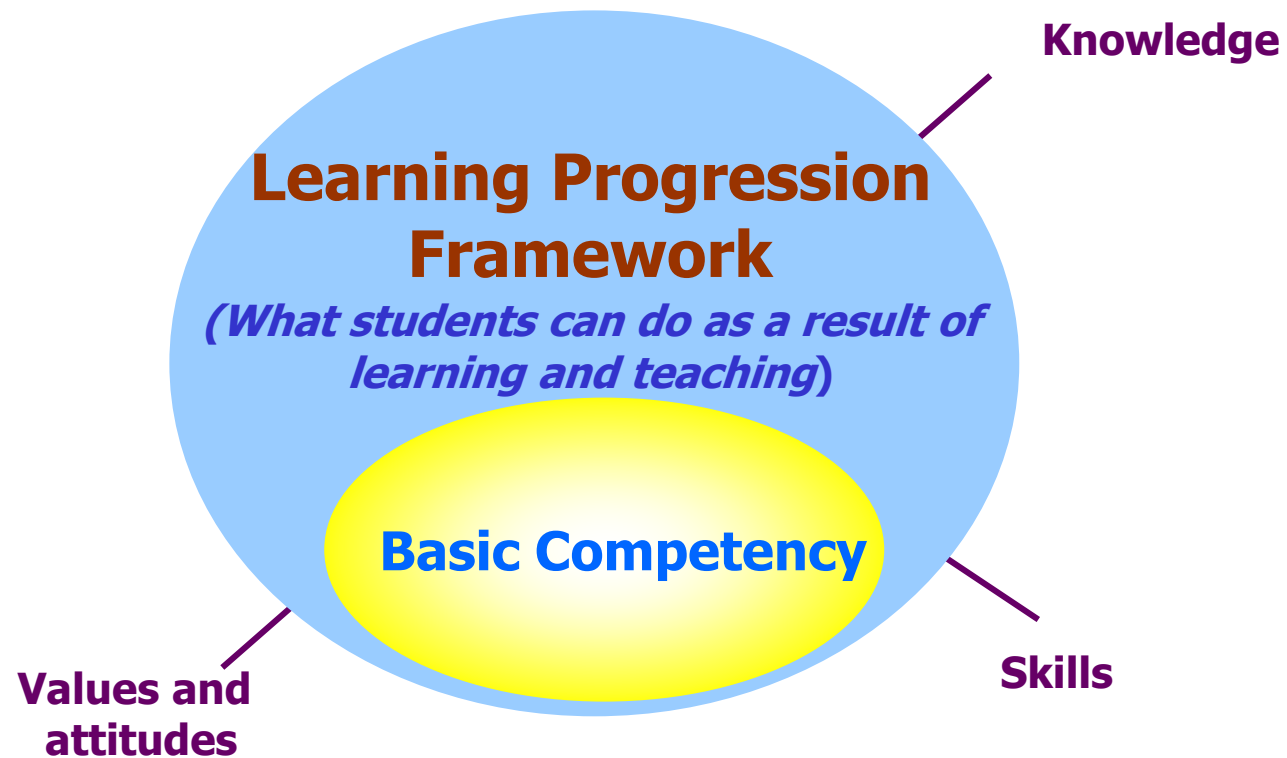 Knowledge
Learning Progression
Framework
(What students can do as a result of
learning and teaching)
Basic Competency
Skills
Values and
attitudes